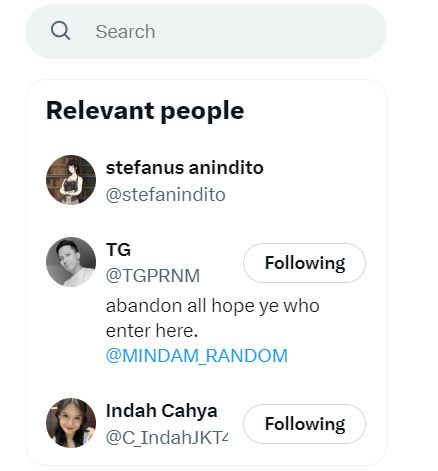 Search
Relevant people
stefanus anindito
@stefanindito
TG
Following
@TGPRNM
abandon all hope ye who
enter here.
@MINDAM_RANDOM
Indah Cahya
Following
@C_IndahJKT4